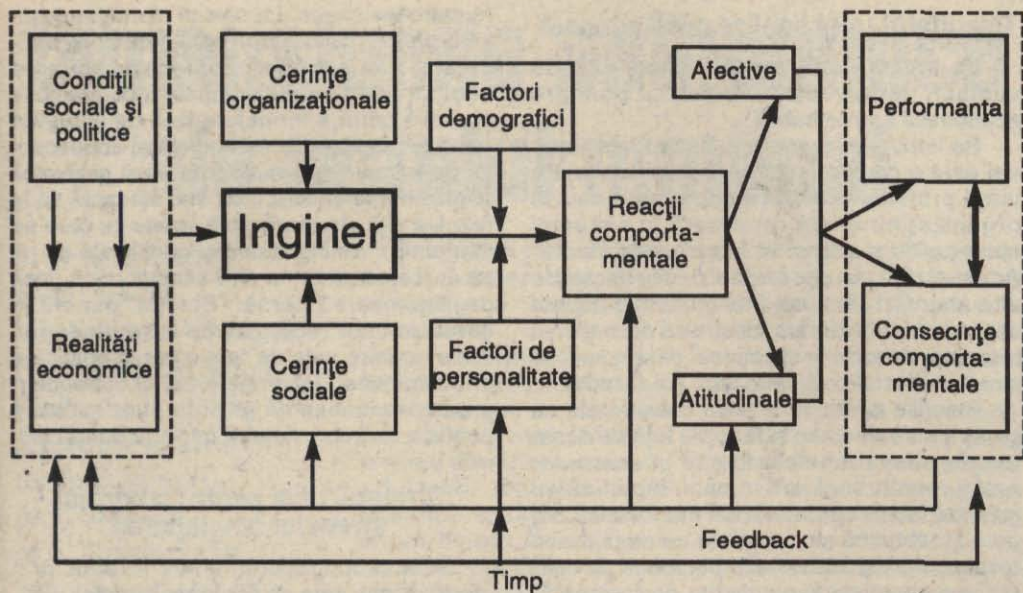 Condiţii
sociale şi
politice
Realităţi
economice
Cerinţe
organizaţionale
Inginer
Cerinţe
sociale
Factori
demografici
Factori de
personalitate
Reacţii
comporta-
mentale
Afective
Atitudinale
Performanţa
Consecinţe
comporta-
mentale
Feedback
Timp